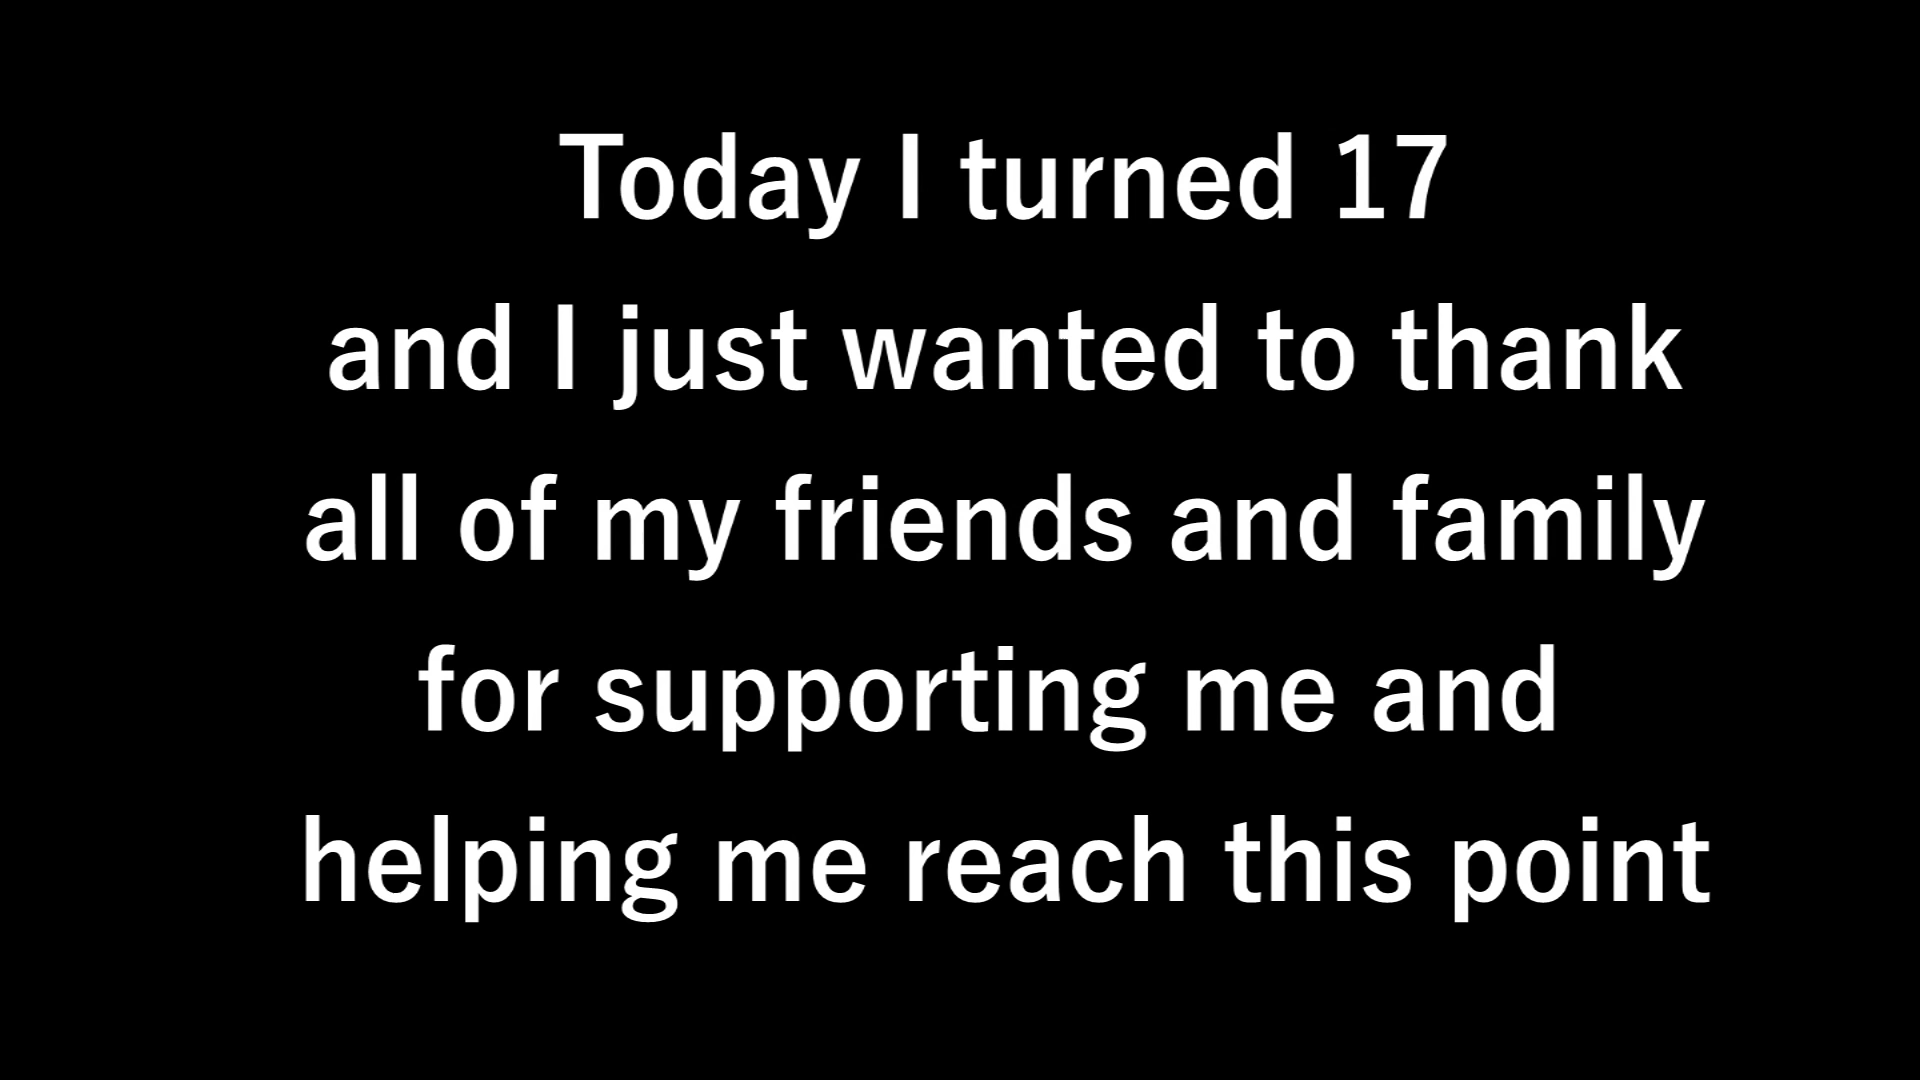 Today I turned 17
and I just wanted to thank
all of my friends and family
for supporting me and
helping me reach this point